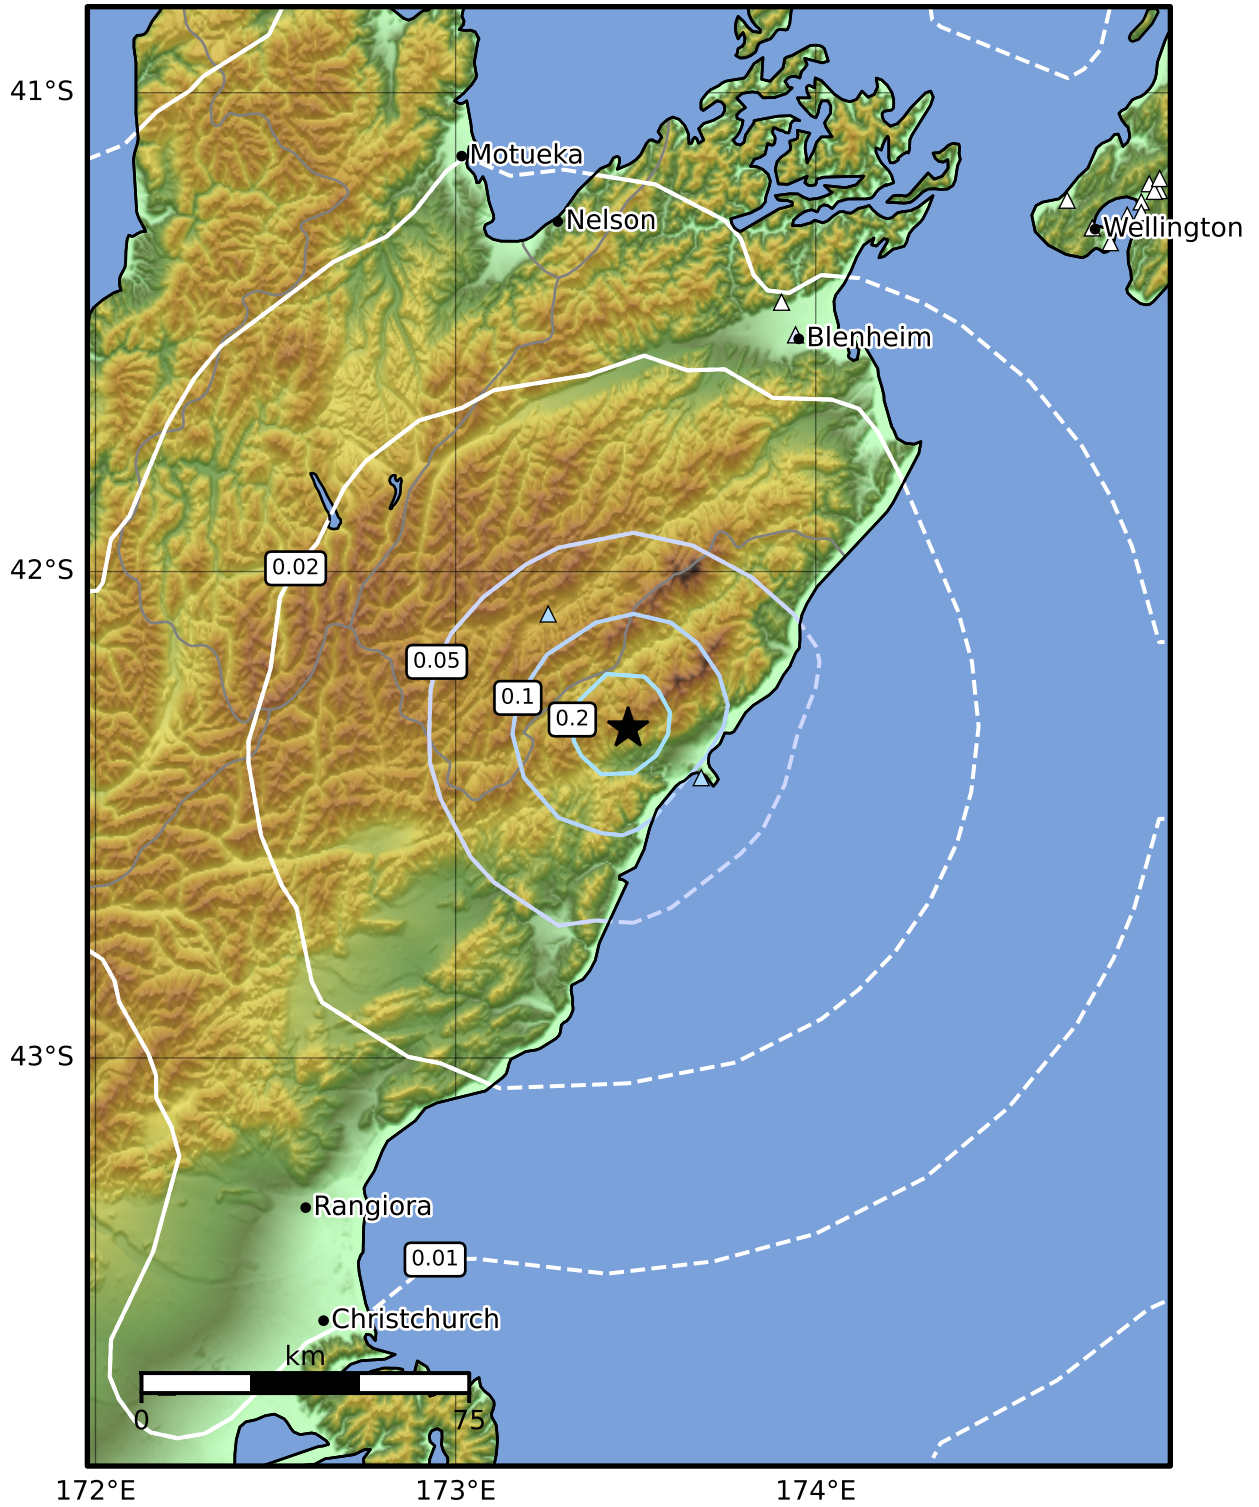 41°S
Motueka
Nelson
Wellington
Blenheim
42°S
0.02
0.05
0.1
0.2
43°S
Rangiora
0.01
Christchurch
km
0 75
172°E 173°E 174°E